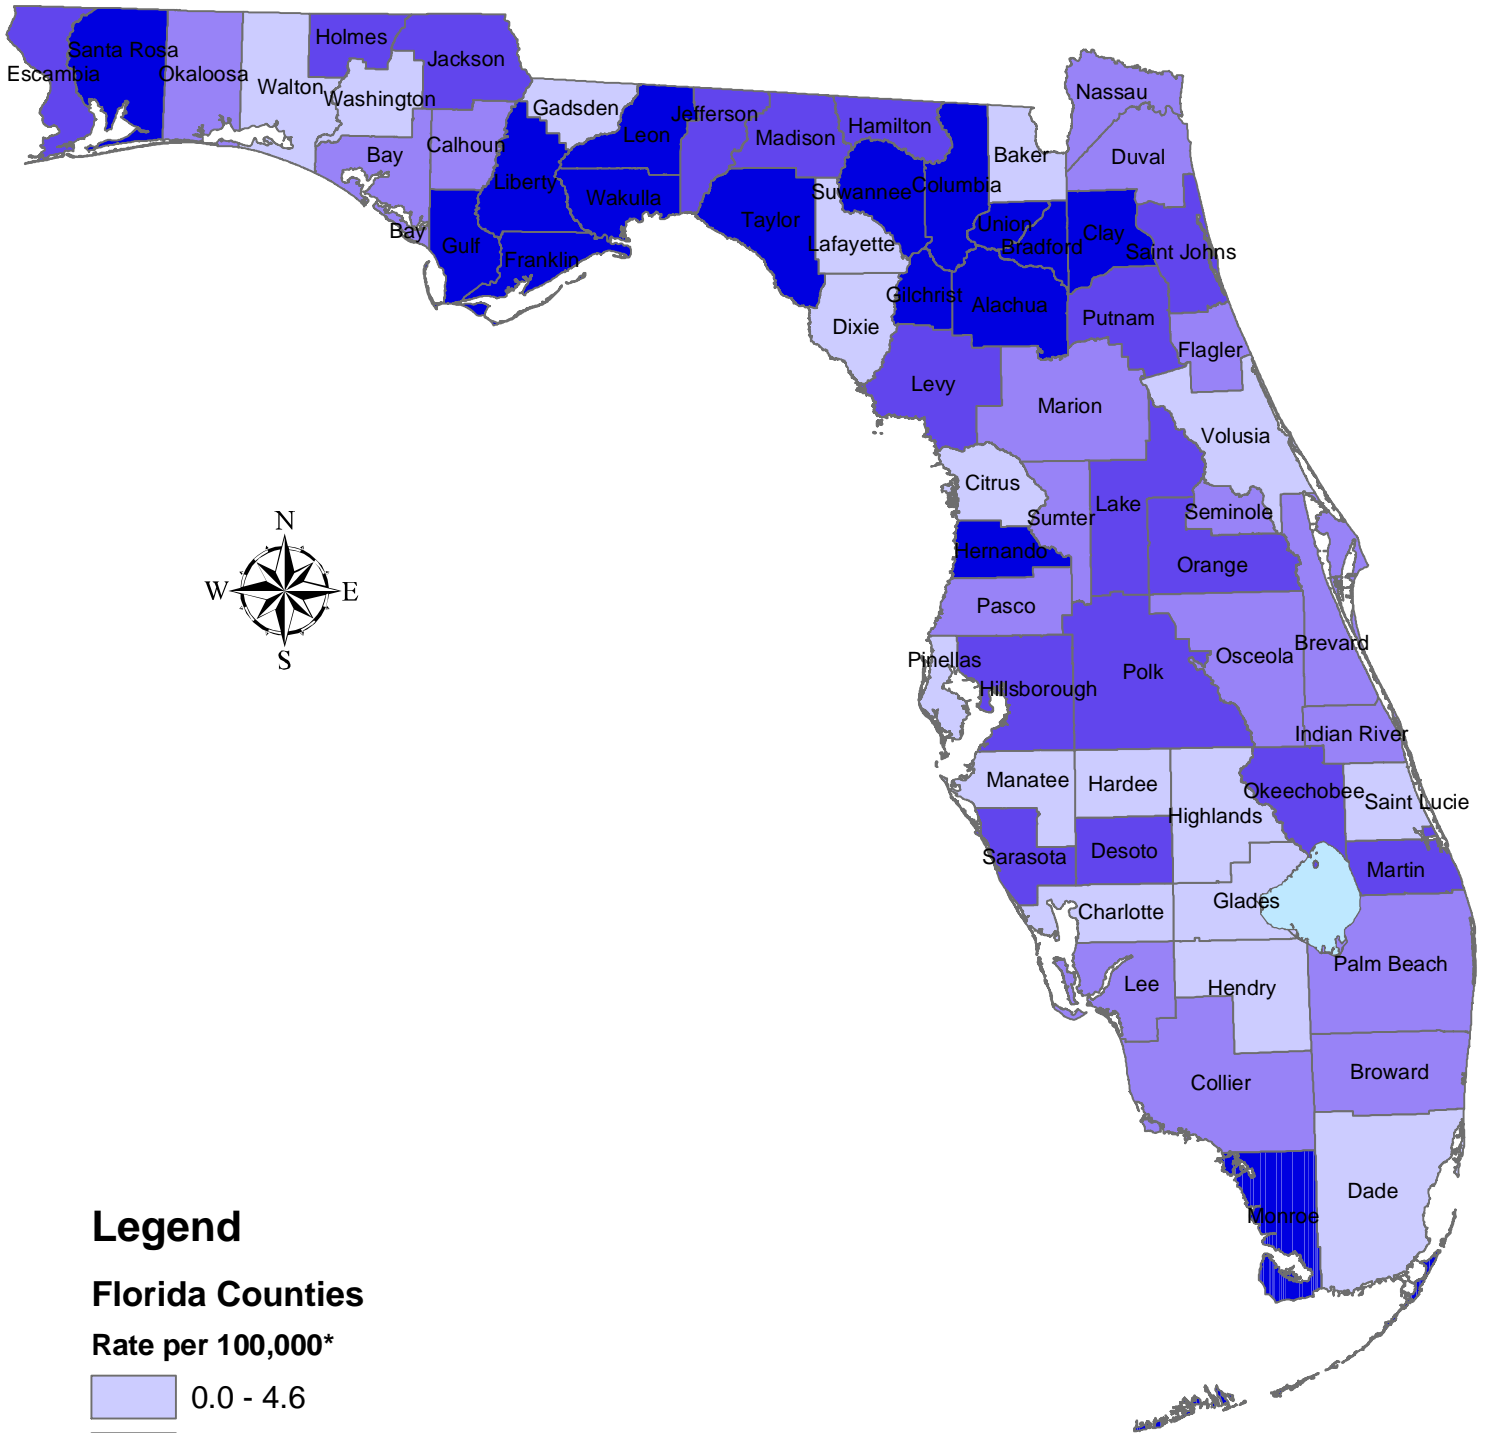 Holmes
Santa Rosa
Jackson
Escambia
Okaloosa
Walton
Washington
Gadsden
Nassau
Jefferson
Leon
Madison
Hamilton
Calhoun
Bay
Baker
Duval
Liberty
Wakulla
Suwannee
Columbia
Taylor
Union
Bay
Gulf
Franklin
Lafayette
Bradford
Clay
Saint Johns
Gilchrist
Alachua
Dixie
Putnam
Flagler
Levy
Marion
Volusia
Citrus
Lake
Seminole
Sumter
N
Hernando
Orange
W
E
Pasco
S
Pinellas
Brevard
Osceola
Polk
Hillsborough
Indian River
Manatee
Hardee
Okeechobee
Saint Lucie
Highlands
Sarasota
Desoto
Martin
Charlotte
Glades
Palm Beach
Lee
Hendry
Collier
Broward
Dade
Monroe
Legend
Florida Counties
Rate per 100,000*
0.0 - 4.6